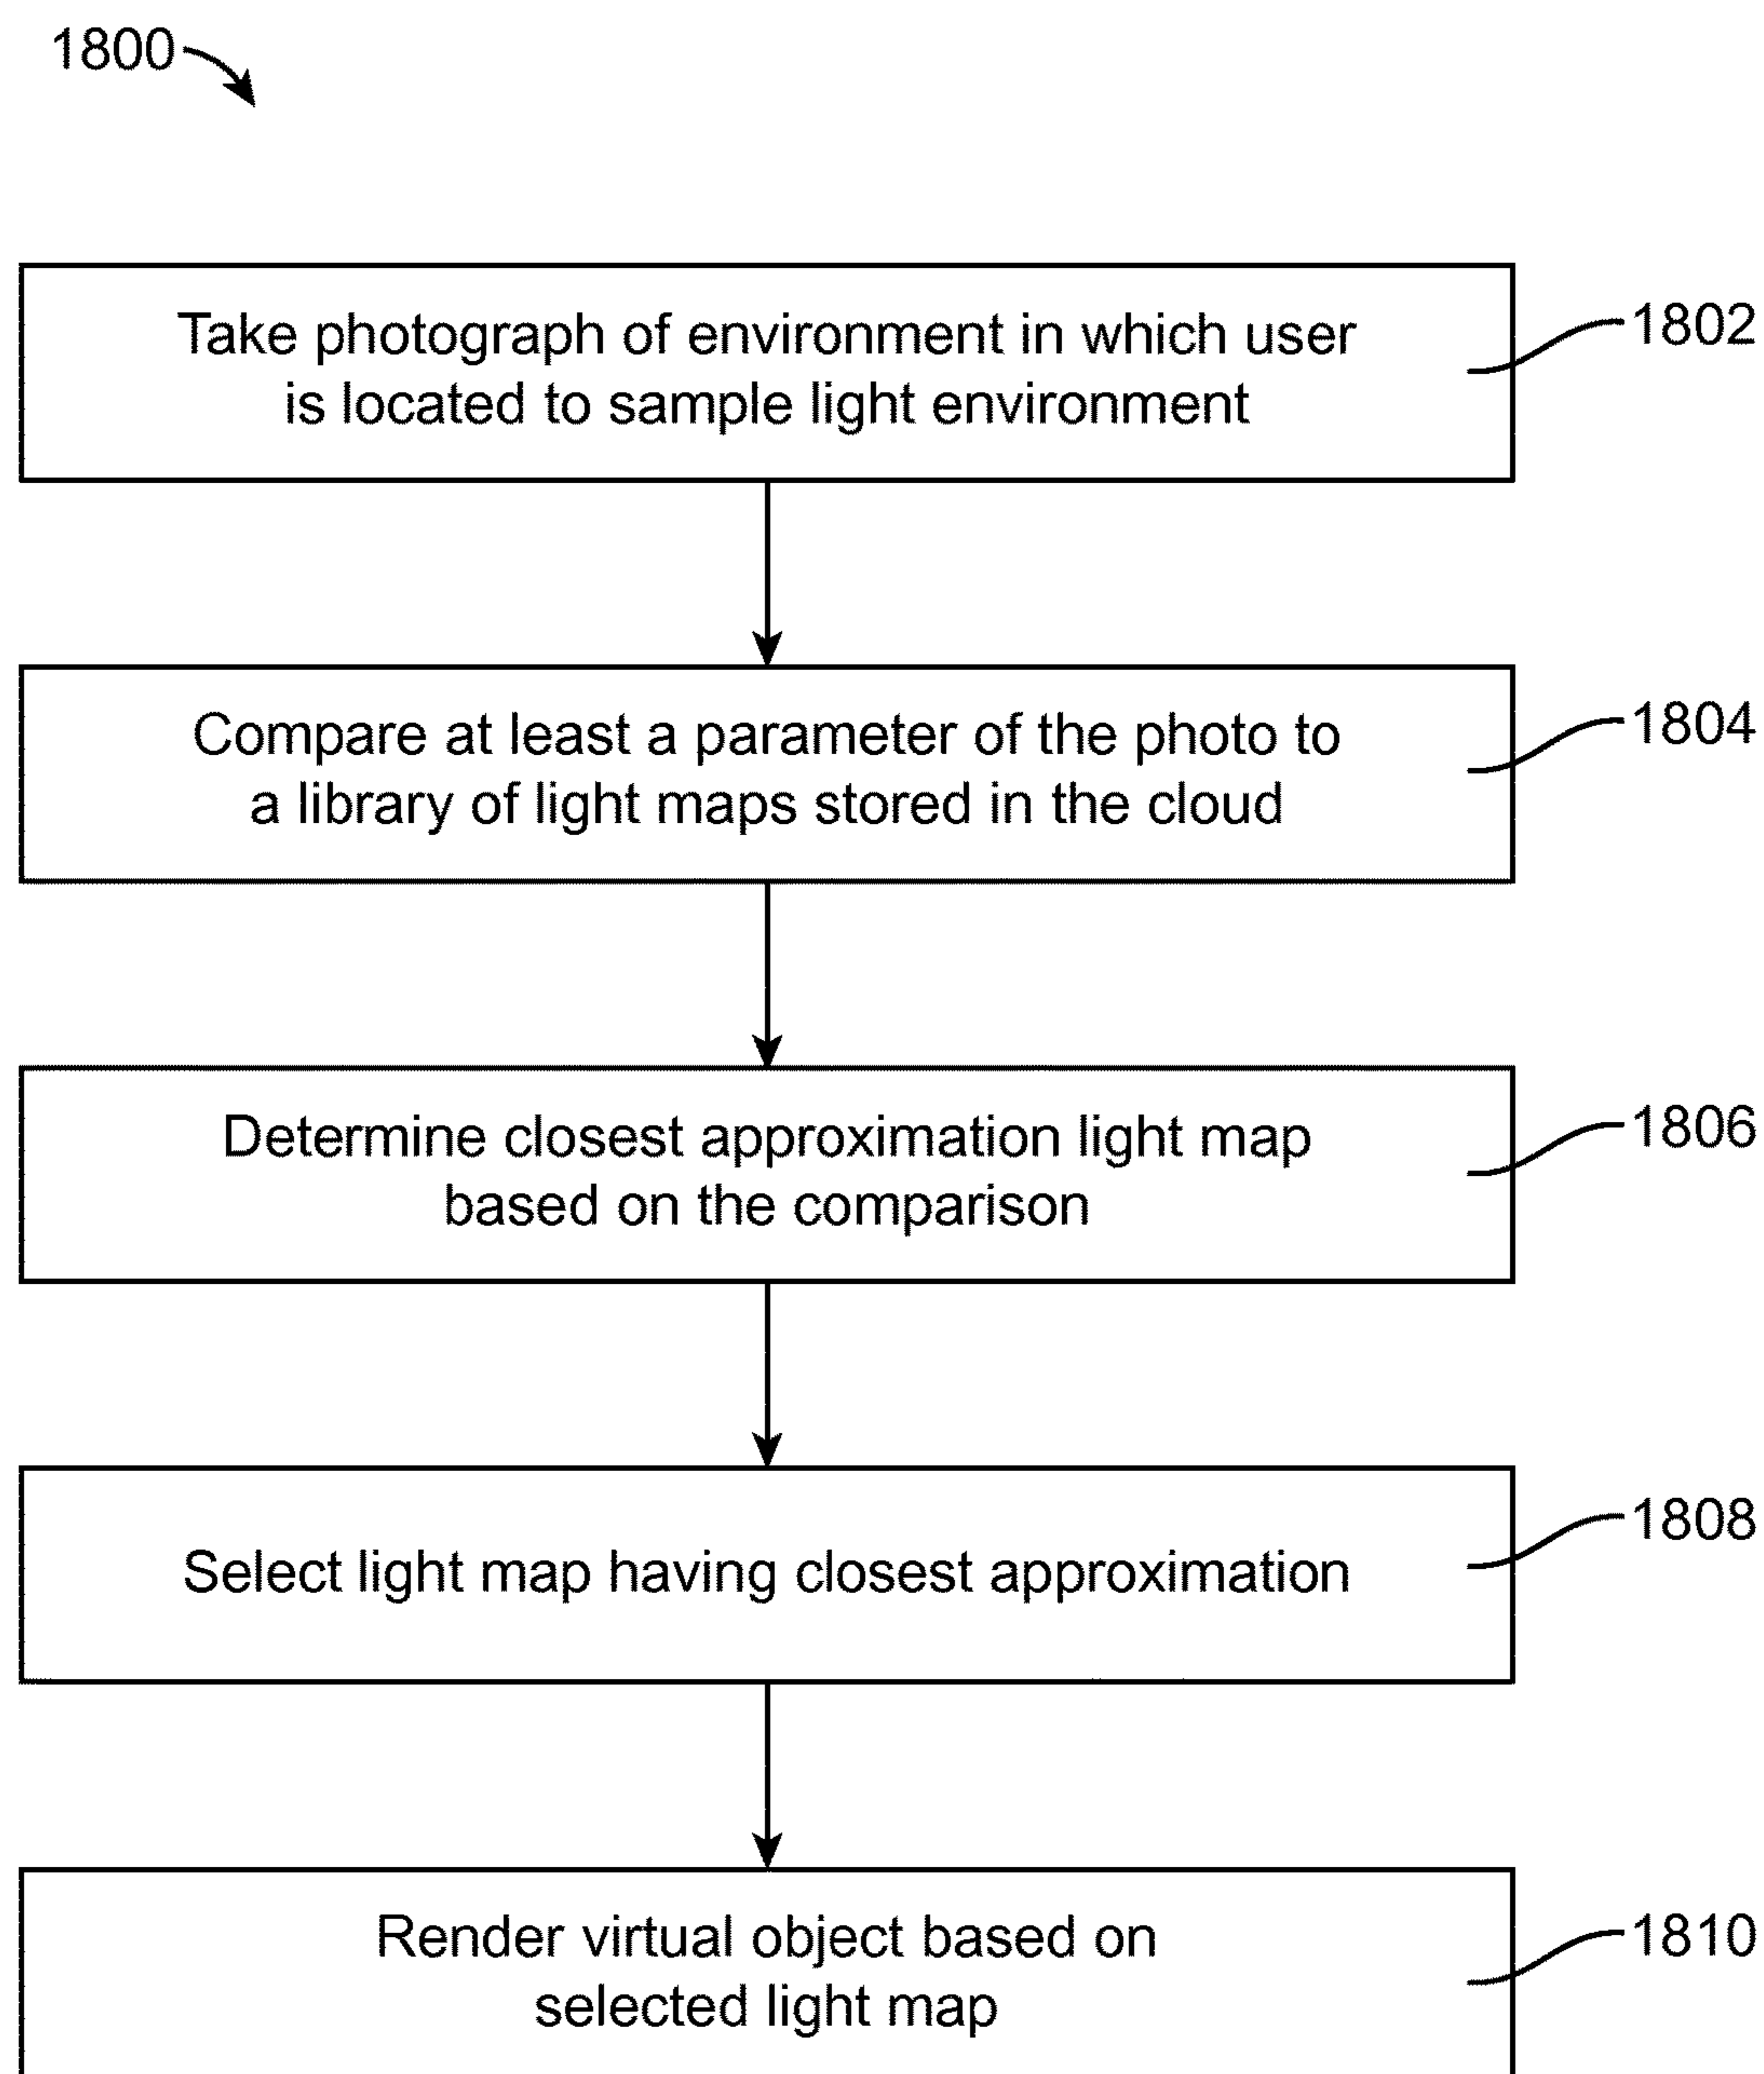 1800
Take photograph of environment in which user
is located to sample light environment
1802
Compare at least a parameter of the photo to
a library of light maps stored in the cloud
1804
Determine closest approximation light map
based on the comparison
1806
Select light map having closest approximation
1808
Render virtual object based on
selected light map
1810